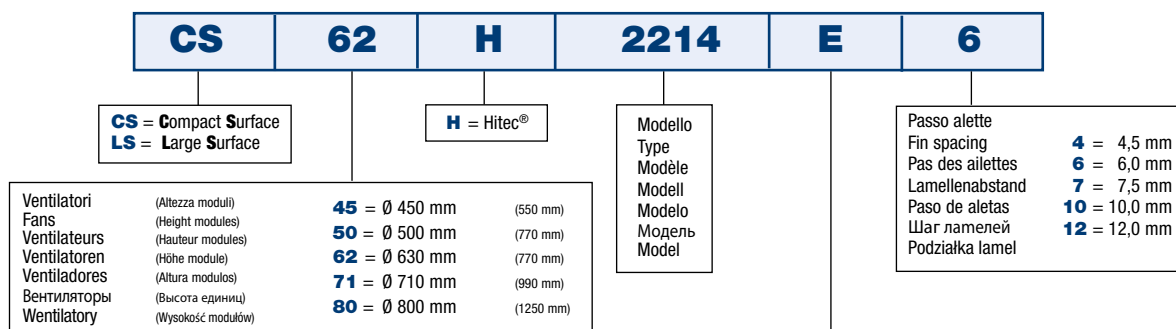 CS 62 H 2214 E 6
CS = Compact Surface
LS = Large Surface
H = Hitec®
Modello
Type
Modèle
Modell
Modelo
Модель
Model
Passo alette
Fin spacing 4 = 4,5 mm
Pas des ailettes 6 = 6,0 mm
Lamellenabstand 7 = 7,5 mm
Paso de aletas 10 = 10,0 mm
Шаг ламелей 12 = 12,0 mm
Podziałka lamel
Ventilatori (Altezza moduli) 45 = Ø 450 mm (550 mm)
Fans (Height modules)
Ventilateurs (Hauteur modules) 50 = Ø 500 mm (770 mm)
Ventilatoren (Höhe module) 62 = Ø 630 mm (770 mm)
Ventiladores (Altura modulos) 71 = Ø 710 mm (990 mm)
Вентиляторы (Высота единиц) 80 = Ø 800 mm (1250 mm)
Wentylatory (Wysokość modułów)